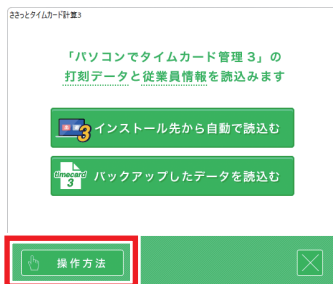 ささっとタイムカード計算3
「パソコンでタイムカード管理3」の
打刻データと従業員情報を読込みます
3 インストール先から自動で読込む
timecard 3 バックアップしたデータを読込む
操作方法